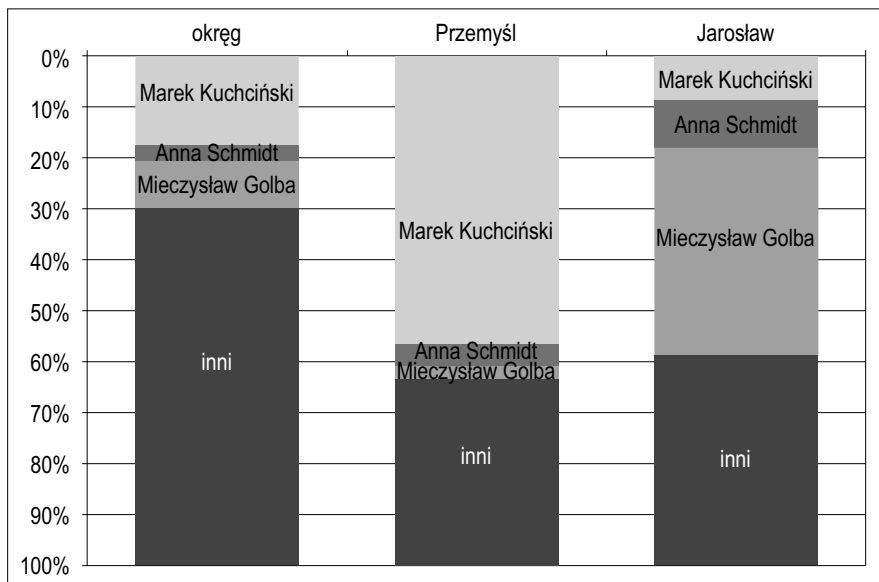 okręg Przemyśl Jarosław
0%
10%
20%
30%
40%
50%
60%
70%
80%
90%
100%
Marek Kuchciński
Anna Schmidt
Mieczysław Golba
inni
Marek Kuchciński
Anna Schmidt
Mieczysław Golba
inni
Marek Kuchciński
Anna Schmidt
Mieczysław Golba
inni